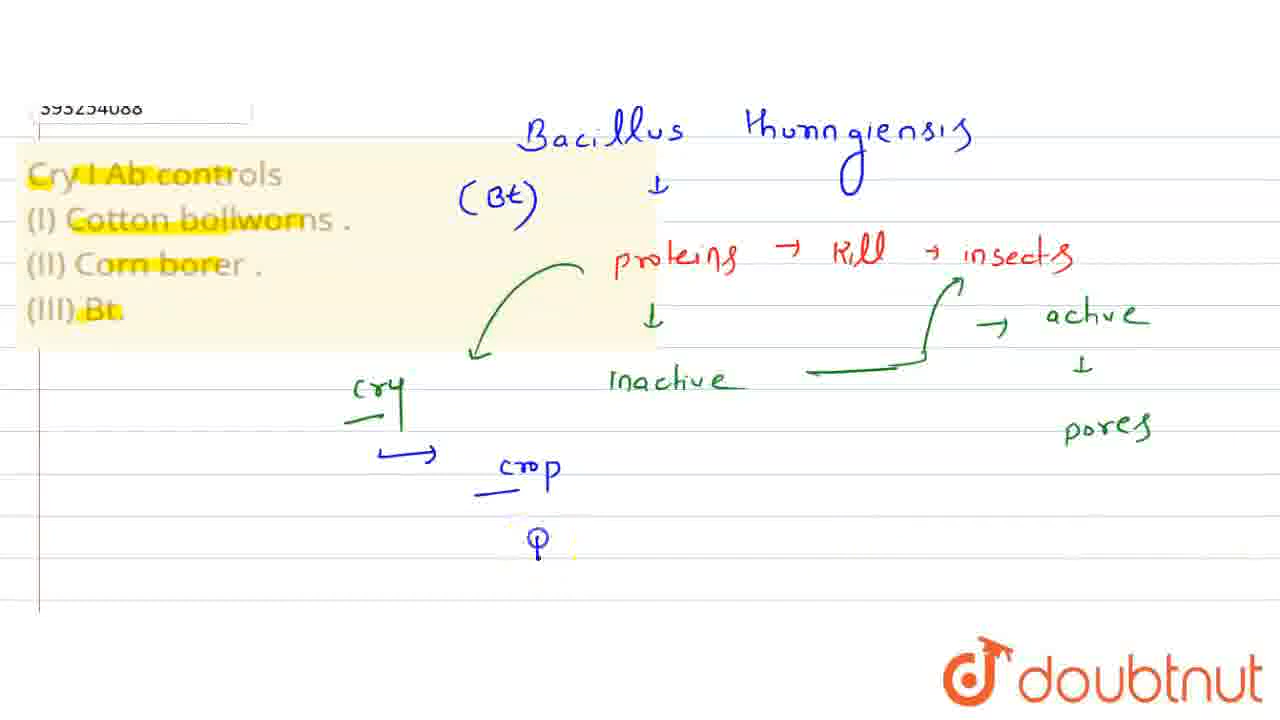 393254088
Cry I Ab controls
(I) Cotton bollworns .
(II) Corn borer .
(III) Bt.
Bacillus thuringiensis
(Bt) ↓
proteins → kill → insects
↓ → active
cry inactive ↓
pores
crop
doubtnut